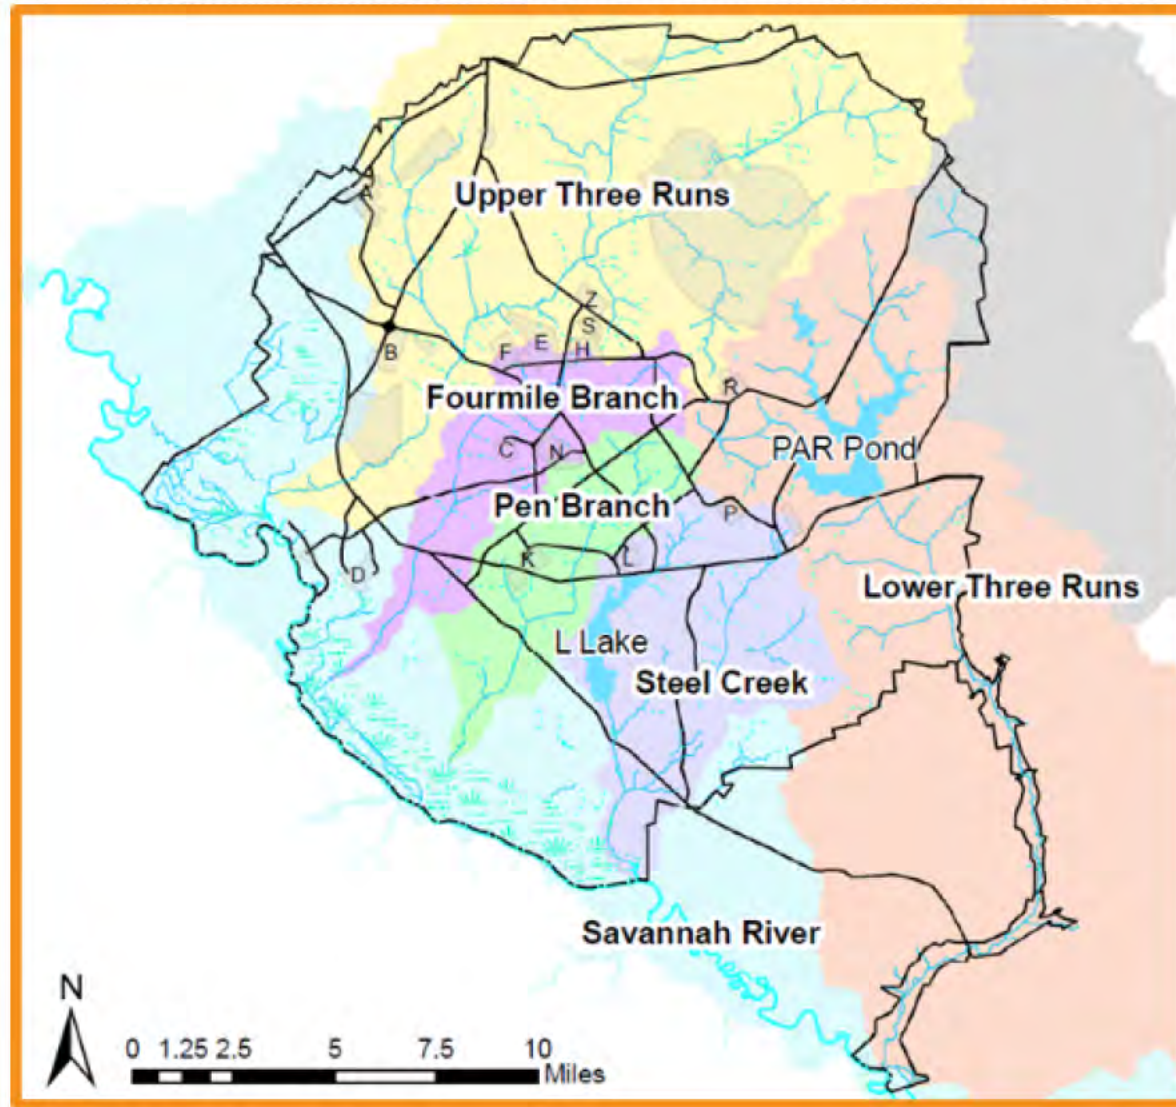 A
Upper Three Runs
Z
S
B
F
E
H
Fourmile Branch
R
C
N
PAR Pond
Pen Branch
P
D
K
L
Lower Three Runs
L Lake
Steel Creek
Savannah River
N
0 1.25 2.5 5 7.5 10
Miles